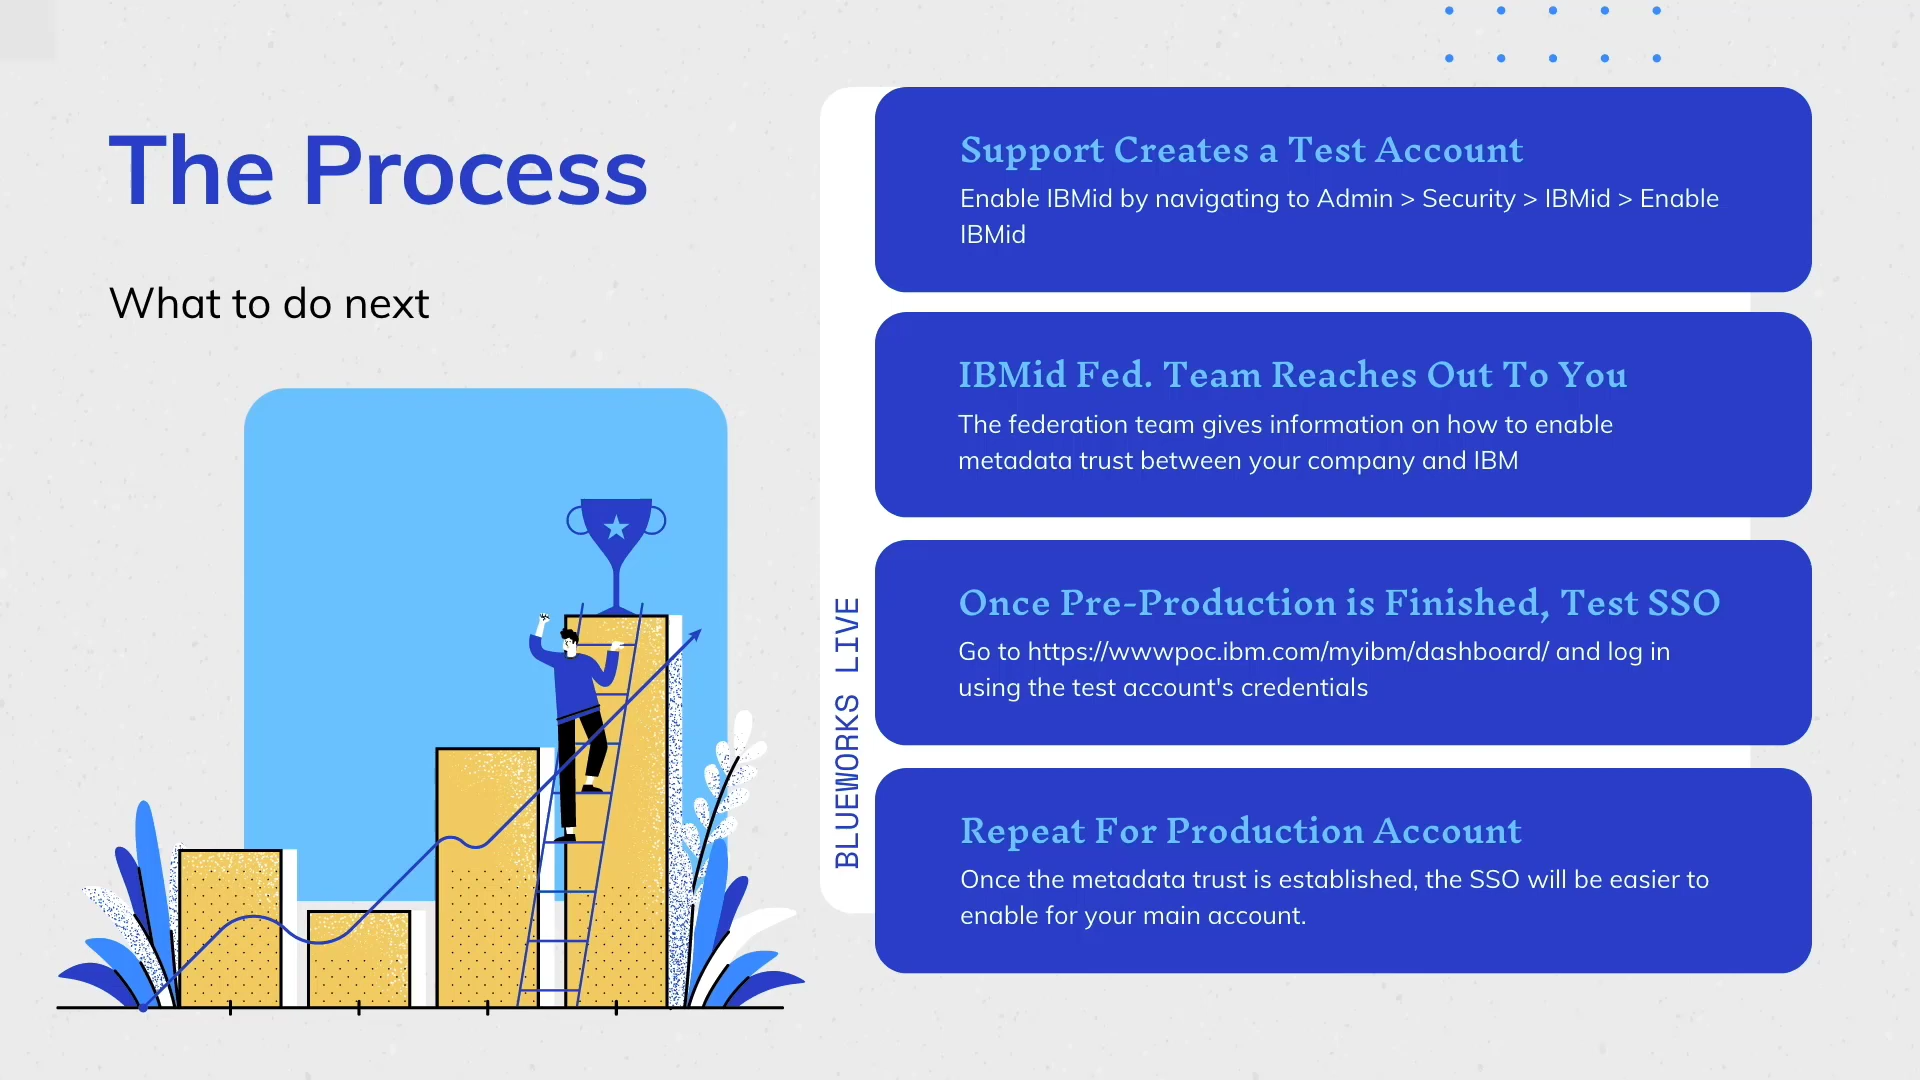 The Process
What to do next
BLUEWORKS LIVE
Support Creates a Test Account
Enable IBMid by navigating to Admin > Security > IBMid > Enable
IBMid
IBMid Fed. Team Reaches Out To You
The federation team gives information on how to enable
metadata trust between your company and IBM
Once Pre-Production is Finished, Test SSO
Go to https://wwwpoc.ibm.com/myibm/dashboard/ and log in
using the test account's credentials
Repeat For Production Account
Once the metadata trust is established, the SSO will be easier to
enable for your main account.